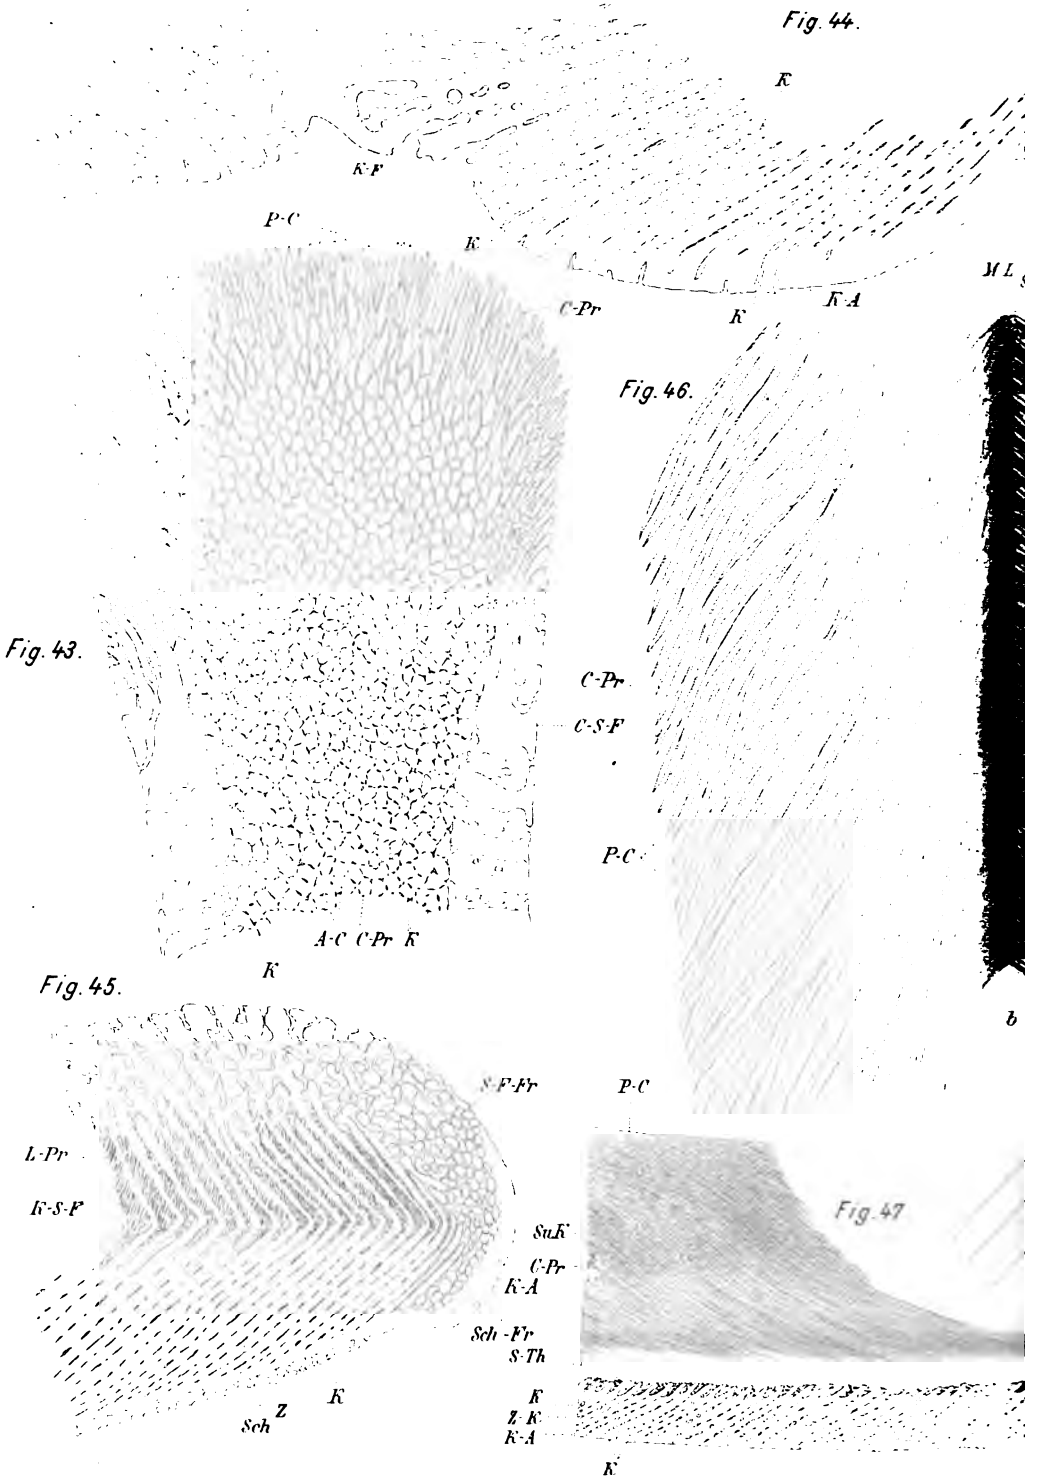 Fig. 44.
K
K-F
P-C
K
C-Pr
K
K-A
M L
Fig. 46.
Fig. 43.
C-Pr
C-S-F
P-C
A-C C-Pr K
K
Fig. 45.
b
S-F-Fr
P-C
L-Pr
K-S-F
Fig. 47
Su.K
C-Pr
K-A
Sch-Fr
S-Th
K
Z
Sch
K
Z-K
K-A
K